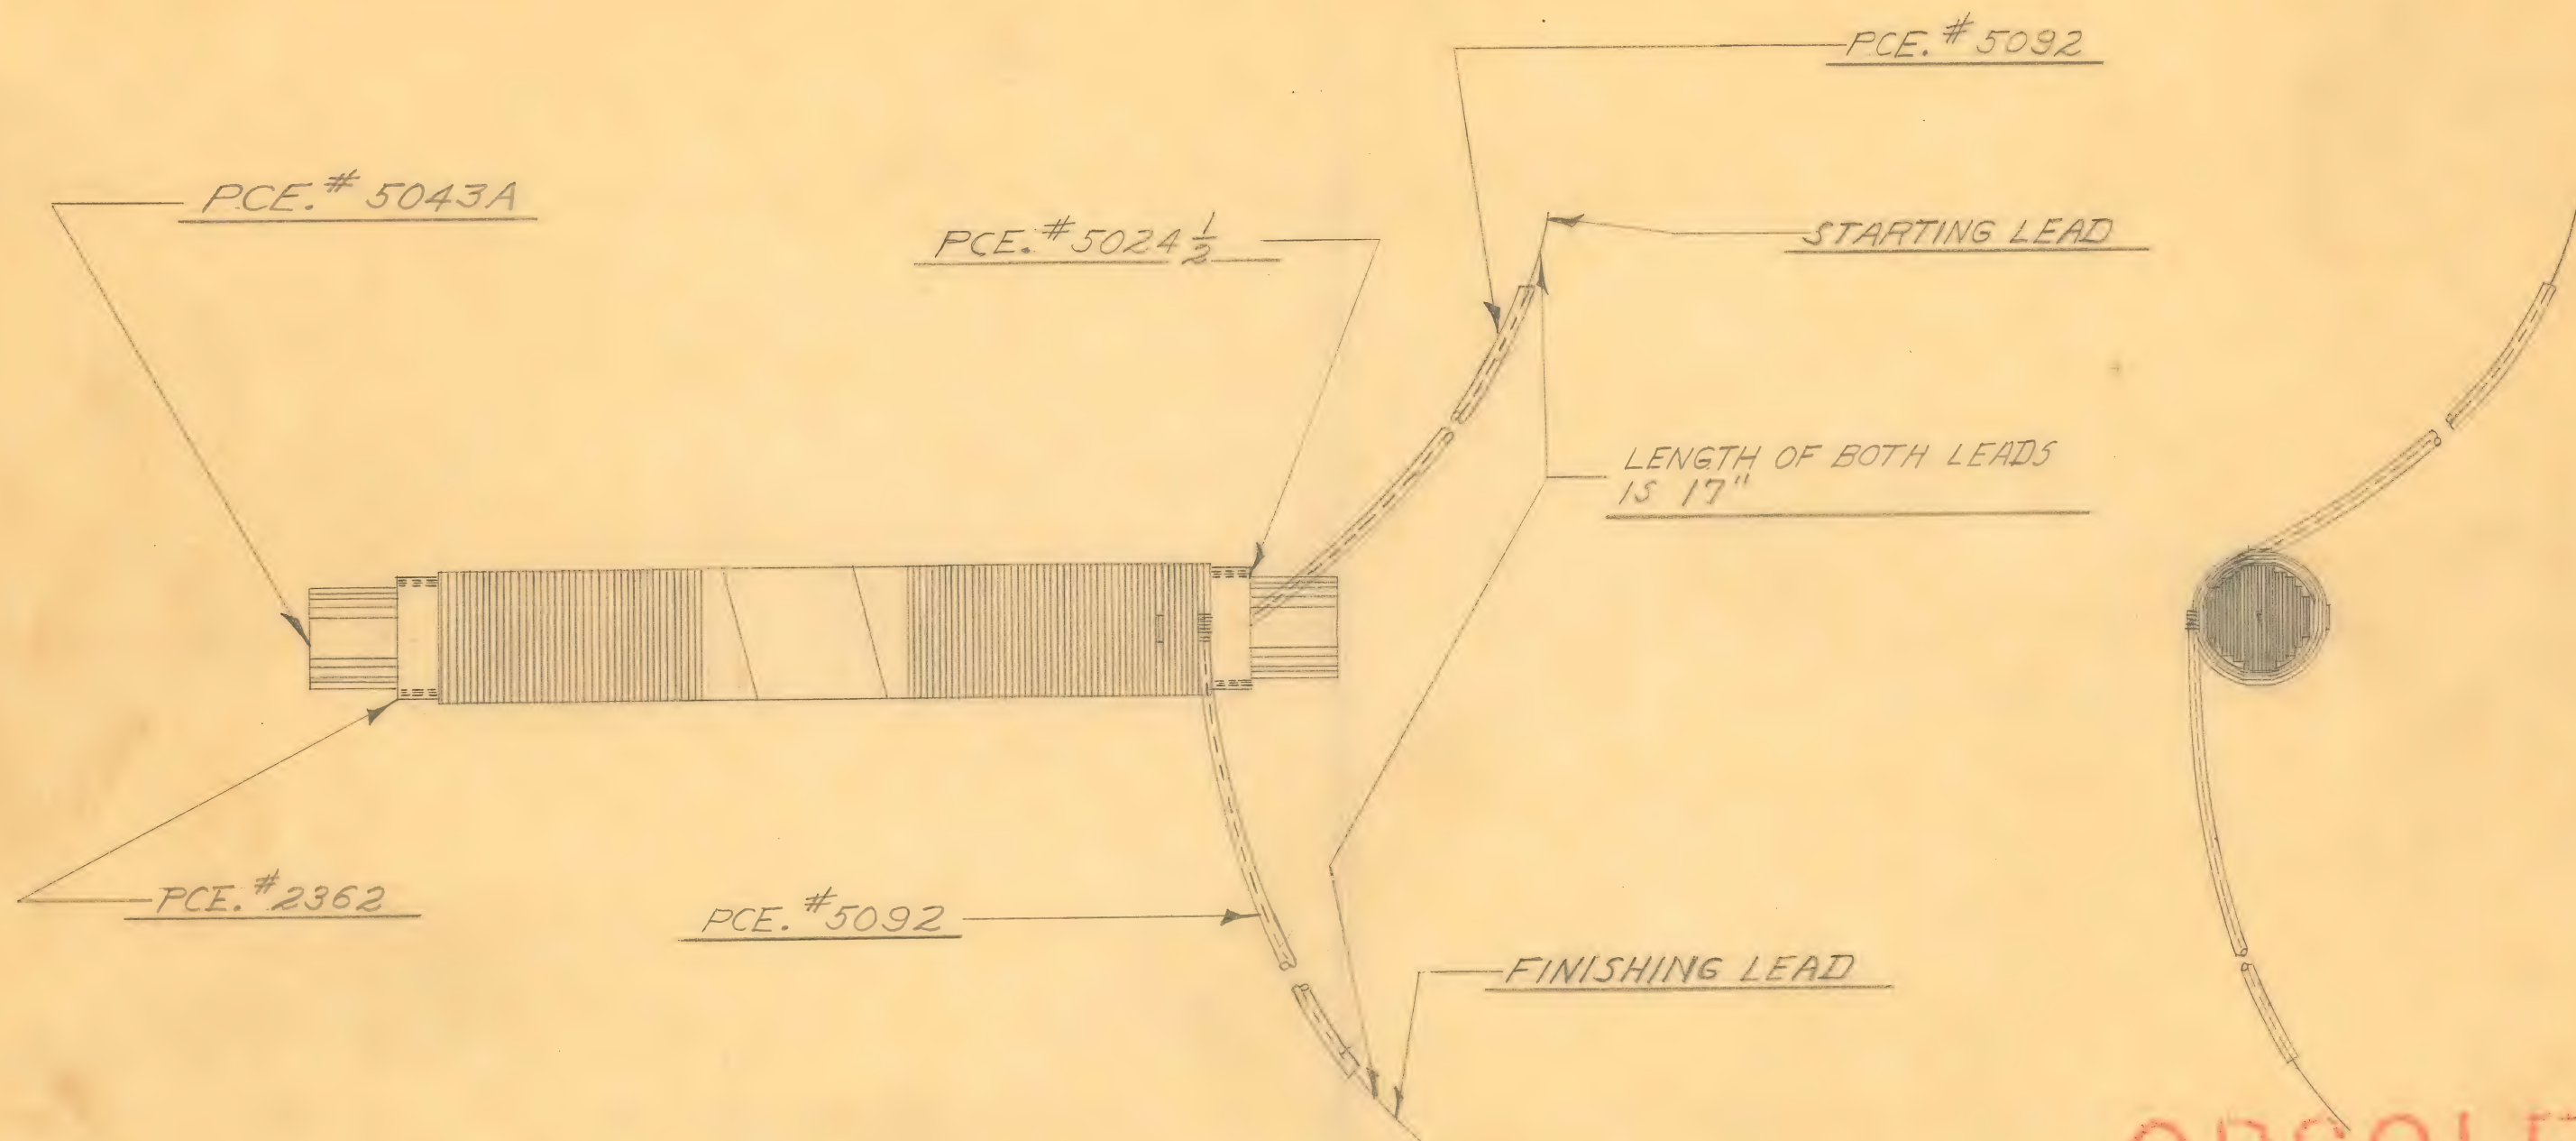 PCE. # 5092
PCE. # 5043A
PCE. # 5024 1/2
STARTING LEAD
LENGTH OF BOTH LEADS
IS 17"
PCE. # 2362
PCE. # 5092
FINISHING LEAD